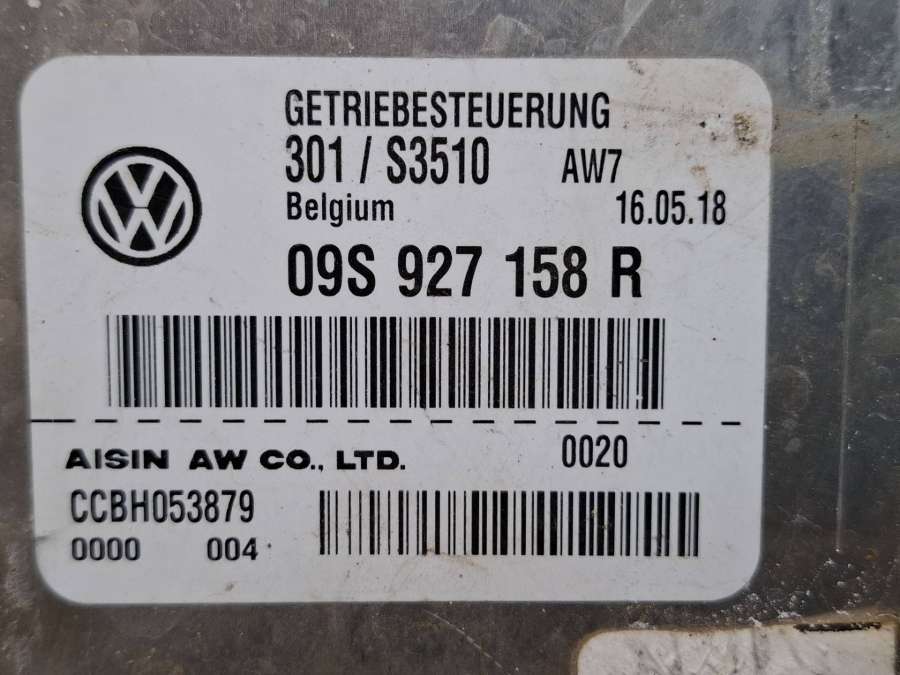 GETRIEBESTEUERUNG
301 / S3510 AW7
Belgium 16.05.18
09S 927 158 R
AISIN AW CO., LTD. 0020
CCBH053879
0000 004